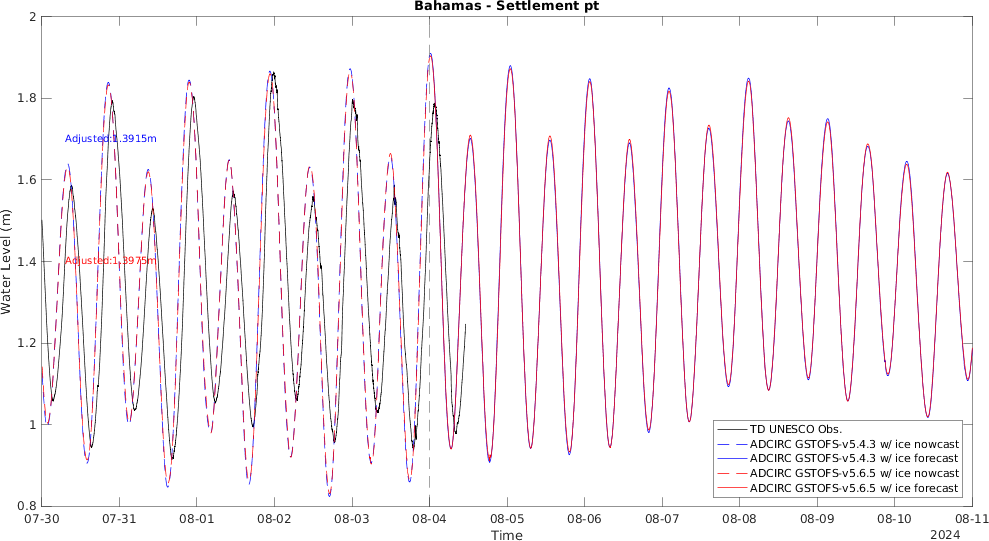 Bahamas - Settlement pt
2
1.8
1.6
1.4
1.2
1
0.8
Water Level (m)
Adjusted:1.3915m
Adjusted:1.3975m
TD UNESCO Obs.
ADCIRC GSTOFS-v5.4.3 w/ ice nowcast
ADCIRC GSTOFS-v5.4.3 w/ ice forecast
ADCIRC GSTOFS-v5.6.5 w/ ice nowcast
ADCIRC GSTOFS-v5.6.5 w/ ice forecast
07-30 07-31 08-01 08-02 08-03 08-04 08-05 08-06 08-07 08-08 08-09 08-10 08-11
Time
2024